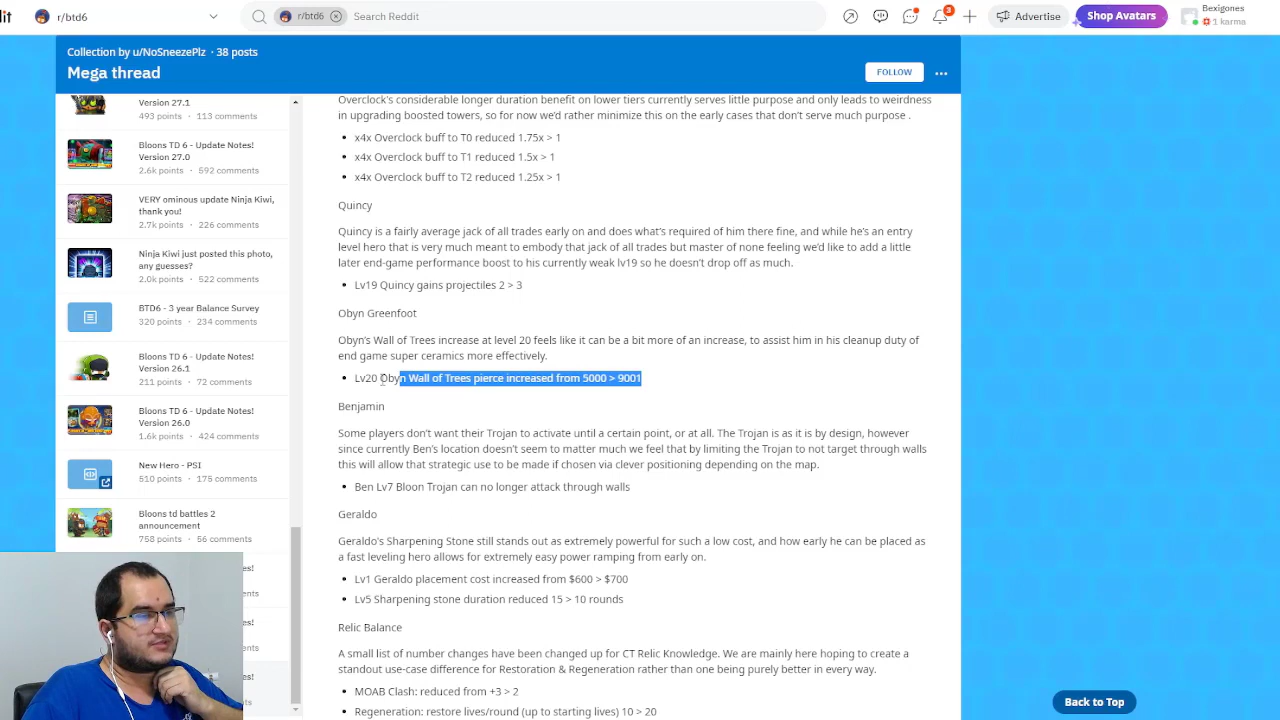 it
r/btd6
r/btd6
Search Reddit
3
Advertise
Shop Avatars
Bexigones
1 karma
Collection by u/NoSneezePlz · 38 posts
Mega thread
FOLLOW
Version 27.1
493 points · 113 comments
Bloons TD 6 - Update Notes!
Version 27.0
2.6k points · 592 comments
VERY ominous update Ninja Kiwi,
thank you!
2.7k points · 226 comments
Ninja Kiwi just posted this photo,
any guesses?
2.0k points · 522 comments
BTD6 - 3 year Balance Survey
320 points · 234 comments
Bloons TD 6 - Update Notes!
Version 26.1
211 points · 72 comments
Bloons TD 6 - Update Notes!
Version 26.0
1.6k points · 424 comments
New Hero - PSI
510 points · 175 comments
Bloons td battles 2
announcement
758 points · 56 comments
es!
ents
es!
ents
es!
ts
Overclock's considerable longer duration benefit on lower tiers currently serves little purpose and only leads to weirdness
in upgrading boosted towers, so for now we'd rather minimize this on the early cases that don't serve much purpose .
• x4x Overclock buff to T0 reduced 1.75x > 1
• x4x Overclock buff to T1 reduced 1.5x > 1
• x4x Overclock buff to T2 reduced 1.25x > 1
Quincy
Quincy is a fairly average jack of all trades early on and does what's required of him there fine, and while he's an entry
level hero that is very much meant to embody that jack of all trades but master of none feeling we'd like to add a little
later end-game performance boost to his currently weak lv19 so he doesn't drop off as much.
• Lv19 Quincy gains projectiles 2 > 3
Obyn Greenfoot
Obyn's Wall of Trees increase at level 20 feels like it can be a bit more of an increase, to assist him in his cleanup duty of
end game super ceramics more effectively.
• Lv20 Obyn Wall of Trees pierce increased from 5000 > 9001
Benjamin
Some players don't want their Trojan to activate until a certain point, or at all. The Trojan is as it is by design, however
since currently Ben's location doesn't seem to matter much we feel that by limiting the Trojan to not target through walls
this will allow that strategic use to be made if chosen via clever positioning depending on the map.
• Ben Lv7 Bloon Trojan can no longer attack through walls
Geraldo
Geraldo's Sharpening Stone still stands out as extremely powerful for such a low cost, and how early he can be placed as
a fast leveling hero allows for extremely easy power ramping from early on.
• Lv1 Geraldo placement cost increased from $600 > $700
• Lv5 Sharpening stone duration reduced 15 > 10 rounds
Relic Balance
A small list of number changes have been changed up for CT Relic Knowledge. We are mainly here hoping to create a
standout use-case difference for Restoration & Regeneration rather than one being purely better in every way.
• MOAB Clash: reduced from +3 > 2
• Regeneration: restore lives/round (up to starting lives) 10 > 20
Back to Top